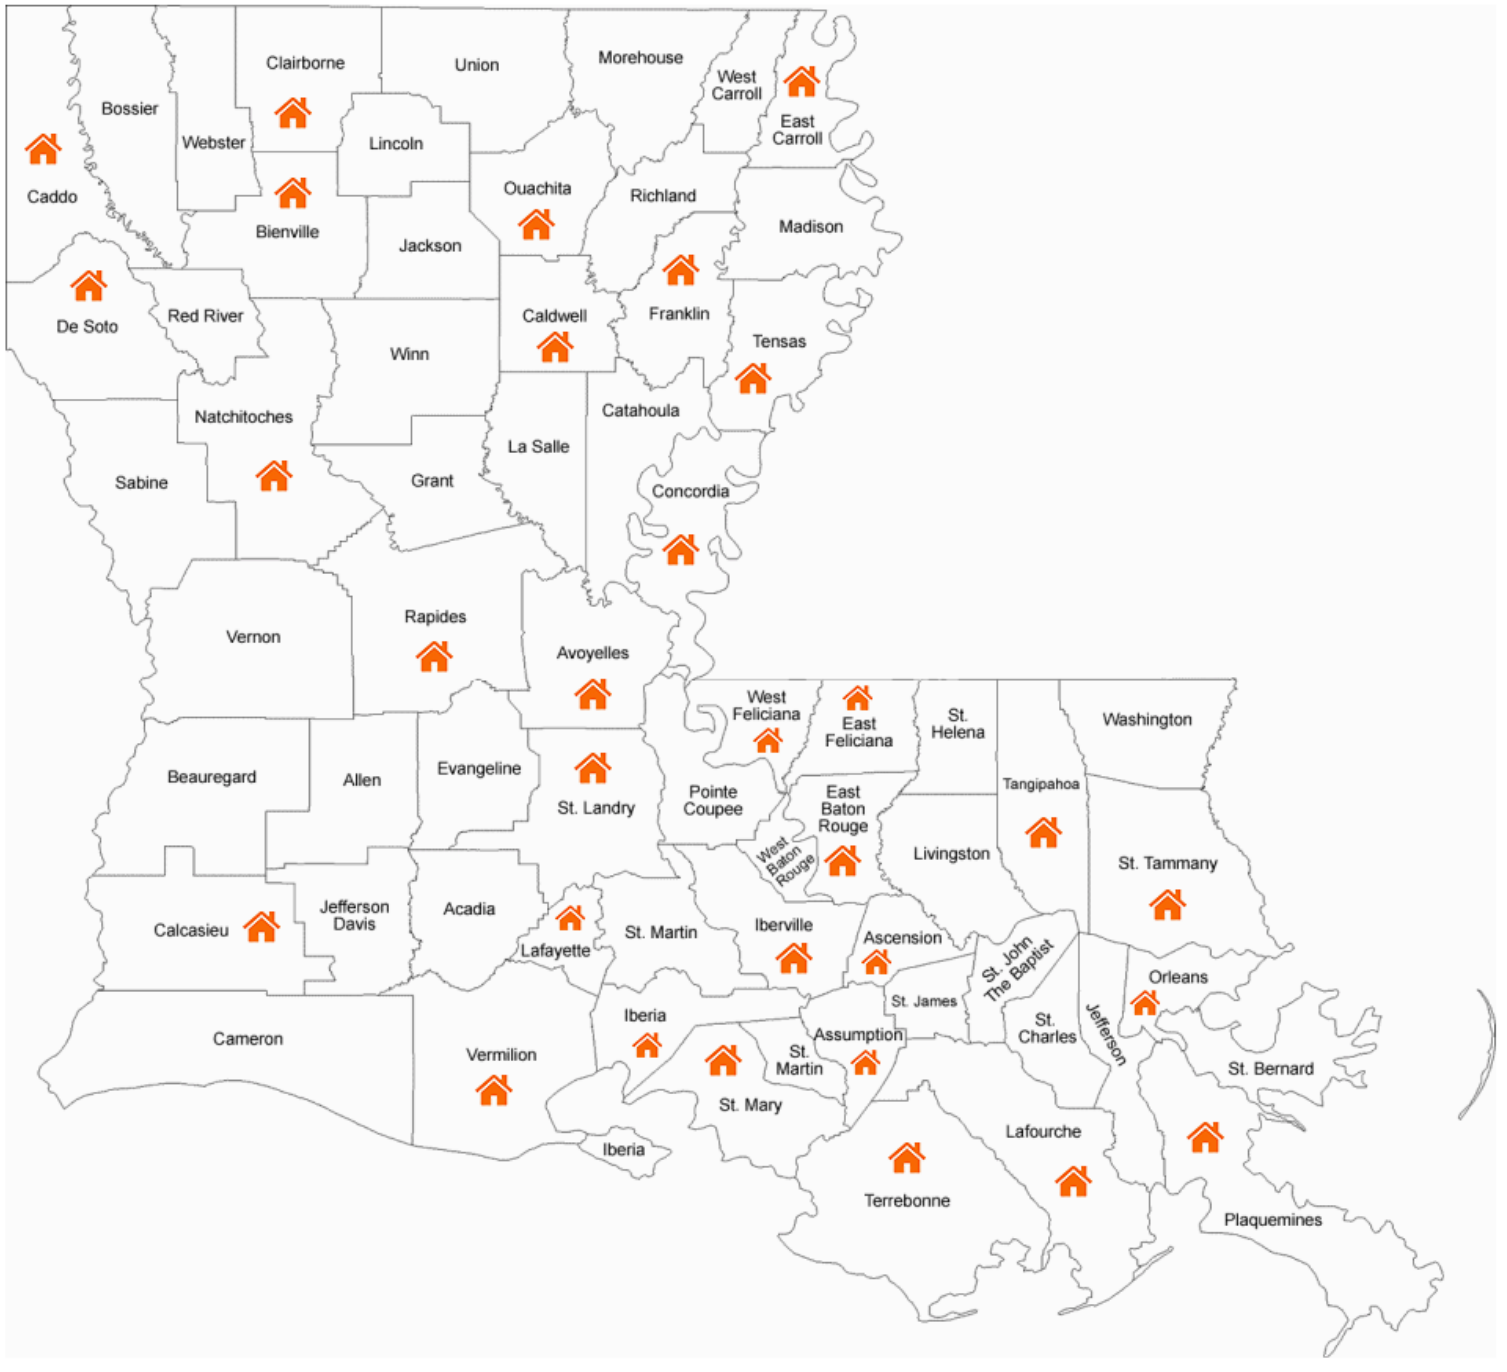 Clairborne
Union
Morehouse
West
Carroll
East
Carroll
Bossier
Webster
Lincoln
Caddo
Ouachita
Richland
Madison
Bienville
Jackson
De Soto
Red River
Caldwell
Franklin
Tensas
Winn
Natchitoches
Catahoula
La Salle
Sabine
Grant
Concordia
Rapides
Vernon
Avoyelles
West
Feliciana
East
Feliciana
St.
Helena
Washington
Beauregard
Allen
Evangeline
St. Landry
Pointe
Coupee
East
Baton
Rouge
Tangipahoa
West
Baton
Rouge
Livingston
St. Tammany
Calcasieu
Jefferson
Davis
Acadia
Lafayette
St. Martin
Iberville
Ascension
St. John
The Baptist
Orleans
St. James
Iberia
Assumption
St.
Charles
Jefferson
Cameron
Vermilion
St.
Martin
St. Bernard
St. Mary
Lafourche
Iberia
Terrebonne
Plaquemines